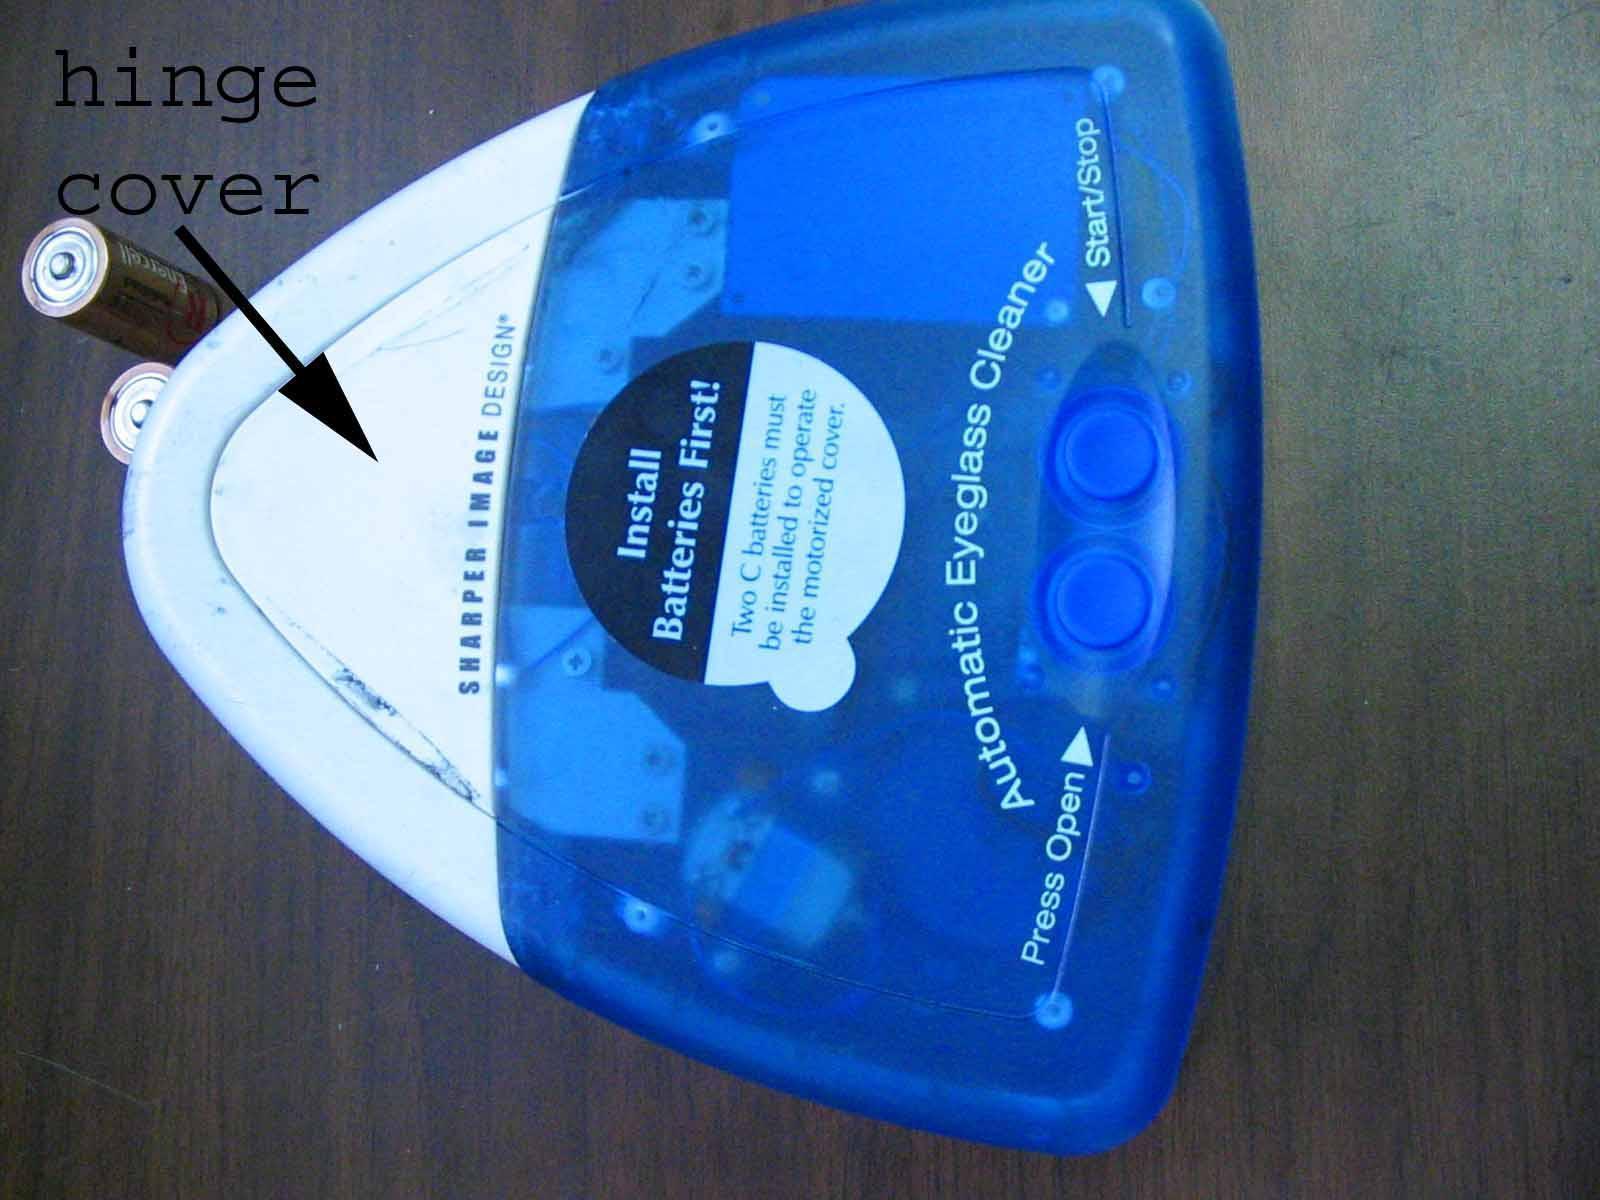 hinge
cover
enercell
SHARPER IMAGE DESIGN®
Install
Batteries First!
Two C batteries must
be installed to operate
the motorized cover.
Automatic Eyeglass Cleaner
Press Open ▶
◀ Start/Stop